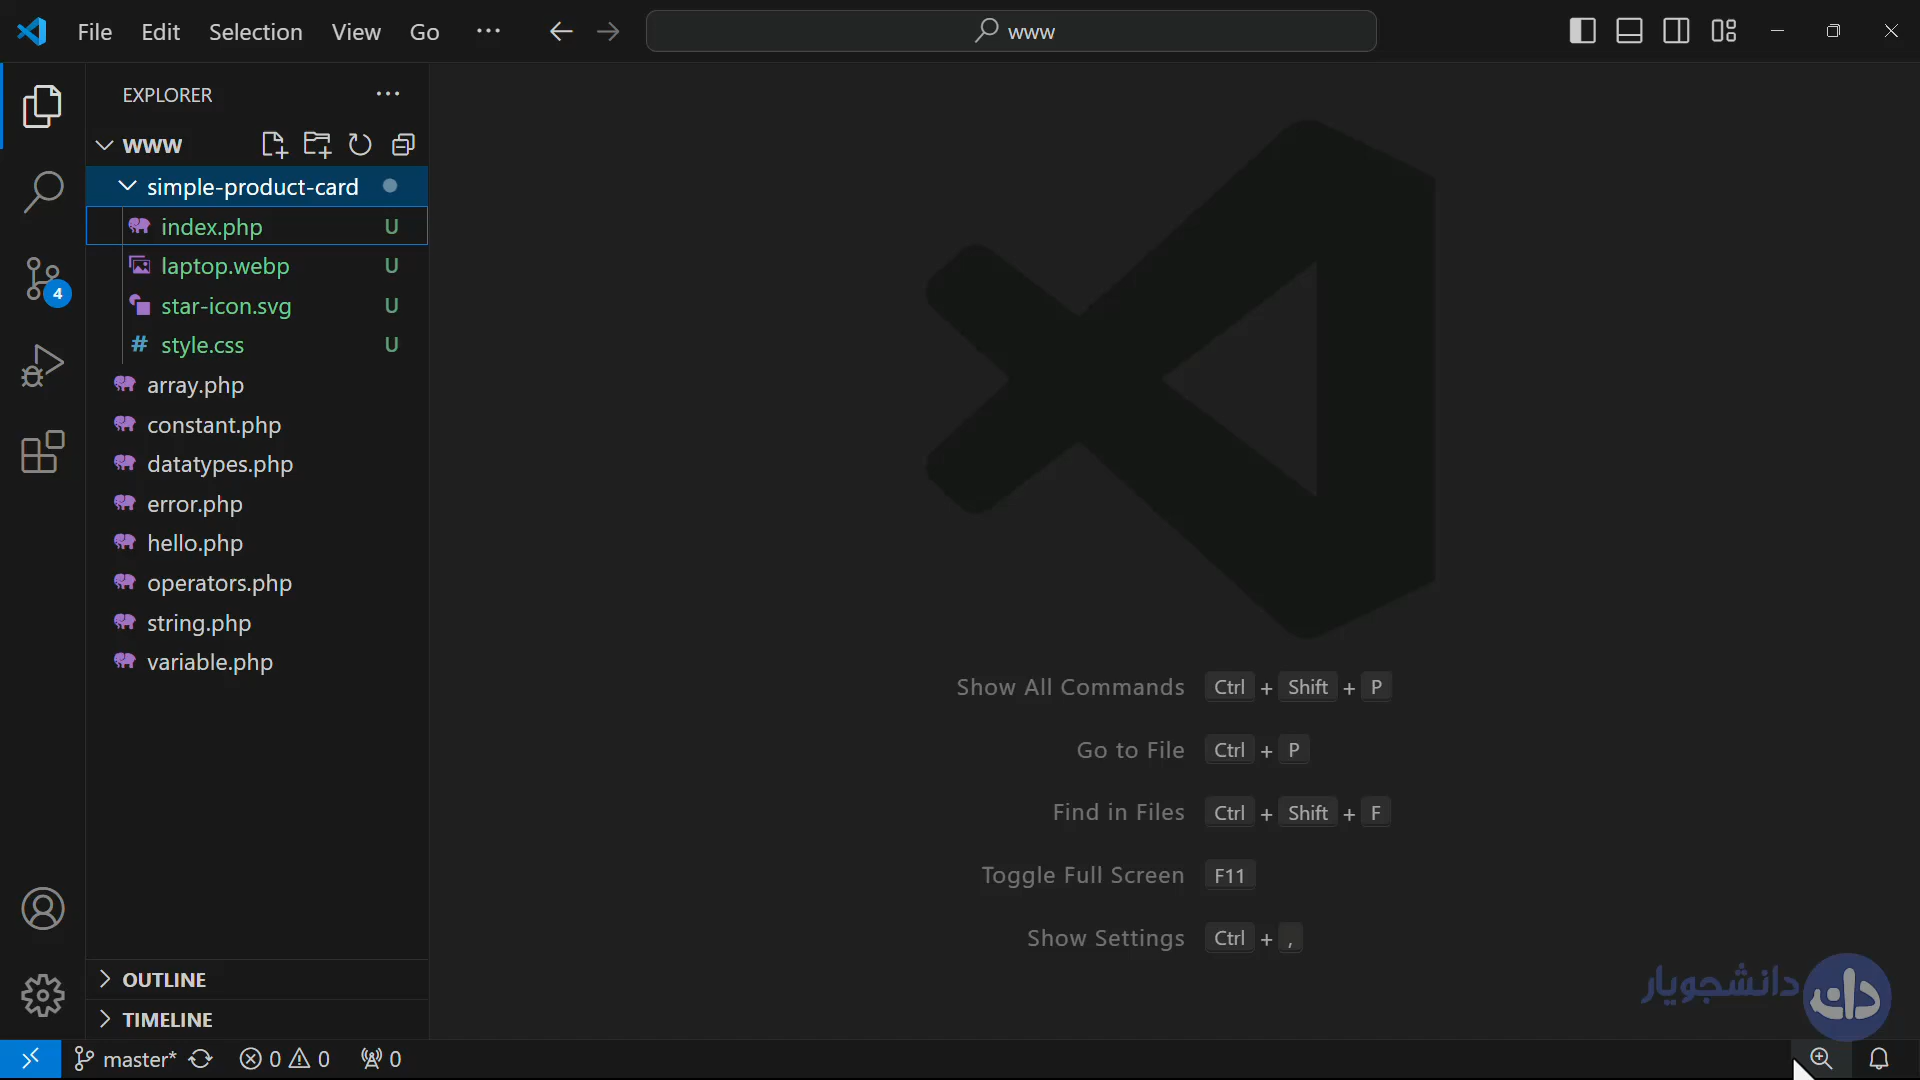 File Edit Selection View Go
www
EXPLORER
www
simple-product-card
index.php U
laptop.webp U
star-icon.svg U
# style.css U
array.php
constant.php
datatypes.php
error.php
hello.php
operators.php
string.php
variable.php
4
Show All Commands Ctrl + Shift + P
Go to File Ctrl + P
Find in Files Ctrl + Shift + F
Toggle Full Screen F11
Show Settings Ctrl + ,
OUTLINE
TIMELINE
دانشجویار
master* 0 0 0